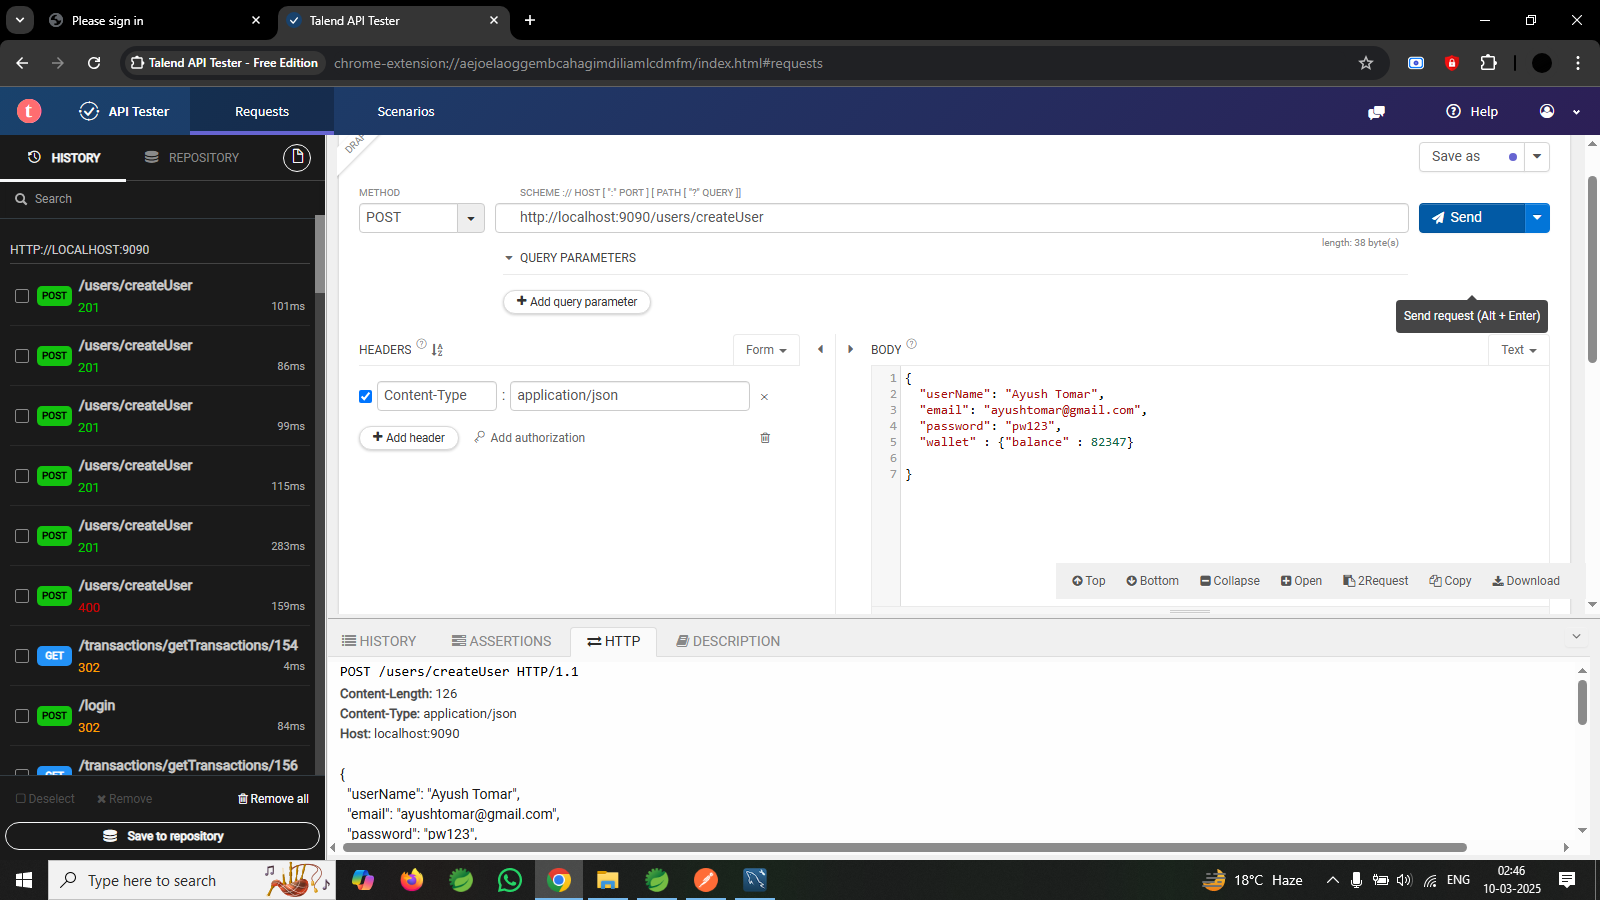 Please sign in
Talend API Tester
Talend API Tester - Free Edition
chrome-extension://aejoelaoggembcahagimdiliamlcdmfm/index.html#requests
t
API Tester
Requests
Scenarios
Help
HISTORY
REPOSITORY
Search
HTTP://LOCALHOST:9090
POST /users/createUser
201 101ms
POST /users/createUser
201 86ms
POST /users/createUser
201 99ms
POST /users/createUser
201 115ms
POST /users/createUser
201 283ms
POST /users/createUser
400 159ms
GET /transactions/getTransactions/154
302 4ms
POST /login
302 84ms
GET /transactions/getTransactions/156
Deselect
Remove
Remove all
Save to repository
DRAF
Save as
METHOD
SCHEME :// HOST [ ":" PORT ] [ PATH [ "?" QUERY ]]
POST
http://localhost:9090/users/createUser
Send
length: 38 byte(s)
QUERY PARAMETERS
Add query parameter
Send request (Alt + Enter)
HEADERS ?
Form
Content-Type : application/json ×
Add header
Add authorization
BODY ?
Text
1 {
2 "userName": "Ayush Tomar",
3 "email": "ayushtomar@gmail.com",
4 "password": "pw123",
5 "wallet" : {"balance" : 82347}
6
7 }
Top
Bottom
Collapse
Open
2Request
Copy
Download
HISTORY
ASSERTIONS
HTTP
DESCRIPTION
POST /users/createUser HTTP/1.1
Content-Length: 126
Content-Type: application/json
Host: localhost:9090
{
"userName": "Ayush Tomar",
"email": "ayushtomar@gmail.com",
"password": "pw123",
Type here to search
18°C Haze
ENG
02:46
10-03-2025